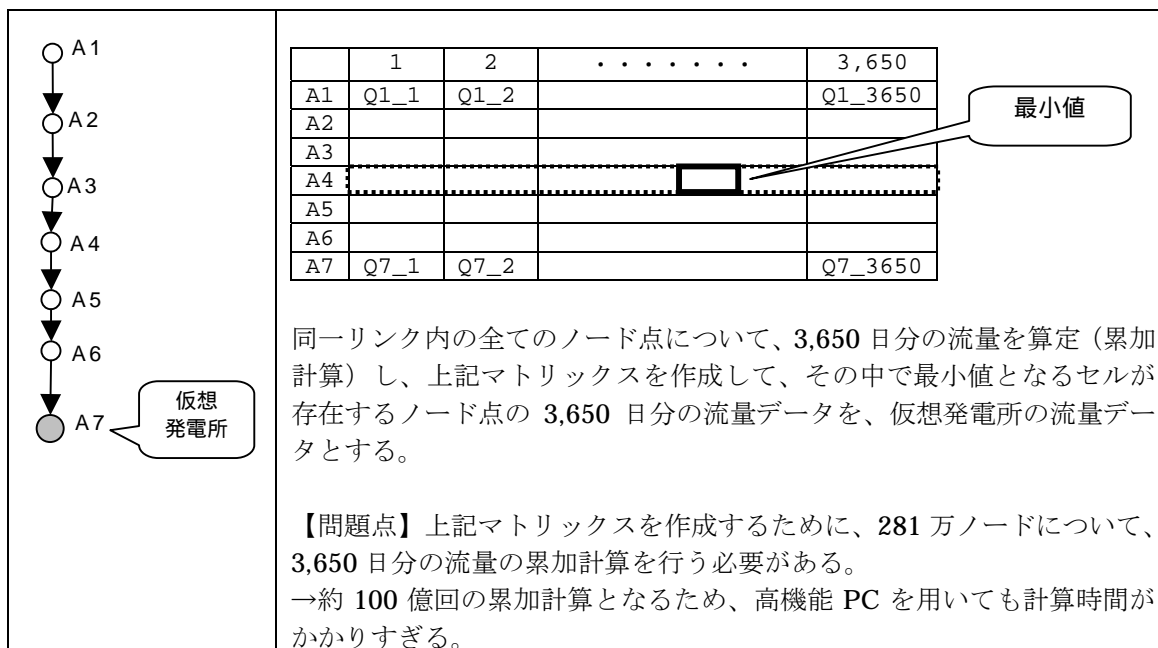 A1
A2
A3
A4
A5
A6
A7
仮想
発電所
1 2 ・・・・・・・ 3,650
A1 Q1_1 Q1_2 Q1_3650
A2
A3
A4
A5
A6
A7 Q7_1 Q7_2 Q7_3650
最小値
同一リンク内の全てのノード点について、3,650 日分の流量を算定（累加
計算）し、上記マトリックスを作成して、その中で最小値となるセルが
存在するノード点の 3,650 日分の流量データを、仮想発電所の流量デー
タとする。
【問題点】上記マトリックスを作成するために、281 万ノードについて、
3,650 日分の流量の累加計算を行う必要がある。
→約 100 億回の累加計算となるため、高機能 PC を用いても計算時間が
かかりすぎる。